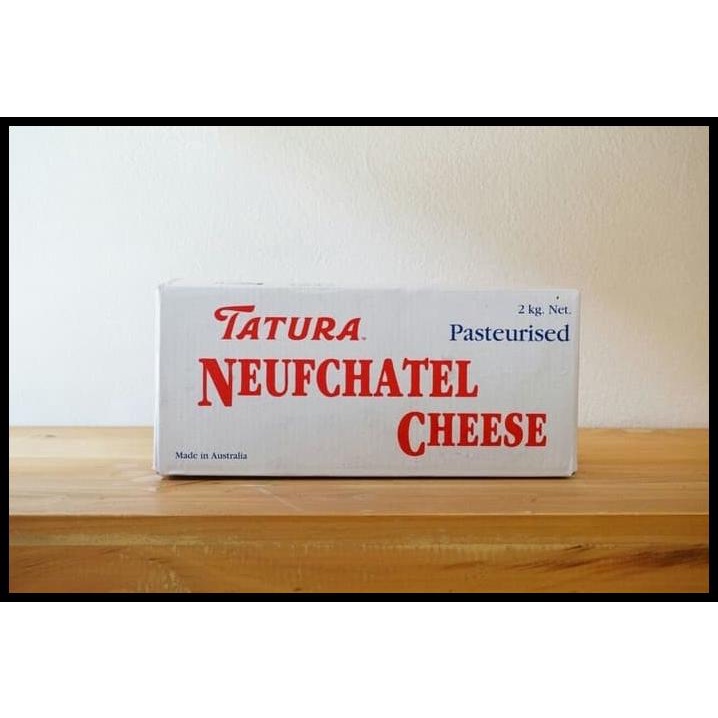 TATURA
2 kg. Net.
Pasteurised
NEUFCHATEL
CHEESE
Made in Australia